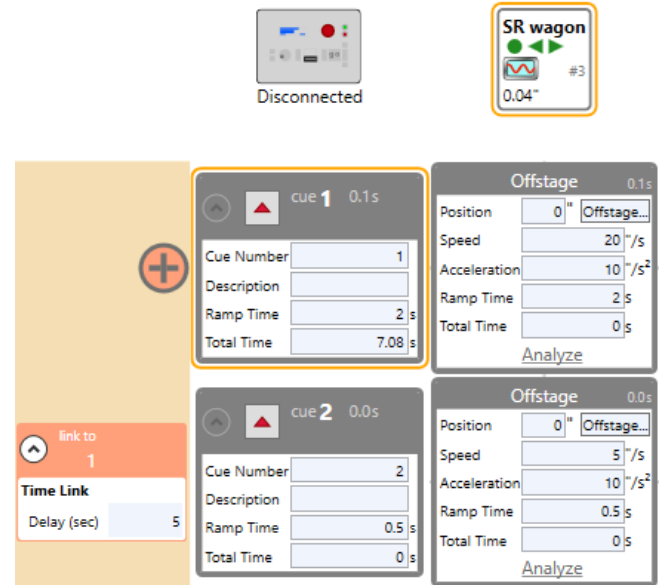 SR wagon
#3
0.04"
Disconnected
cue 1 0.1s
Cue Number 1
Description
Ramp Time 2 s
Total Time 7.08 s
Offstage 0.1s
Position 0 " Offstage...
Speed 20 "/s
Acceleration 10 "/s²
Ramp Time 2 s
Total Time 0 s
Analyze
link to
1
Time Link
Delay (sec) 5
cue 2 0.0s
Cue Number 2
Description
Ramp Time 0.5 s
Total Time 0 s
Offstage 0.0s
Position 0 " Offstage...
Speed 5 "/s
Acceleration 10 "/s²
Ramp Time 0.5 s
Total Time 0 s
Analyze